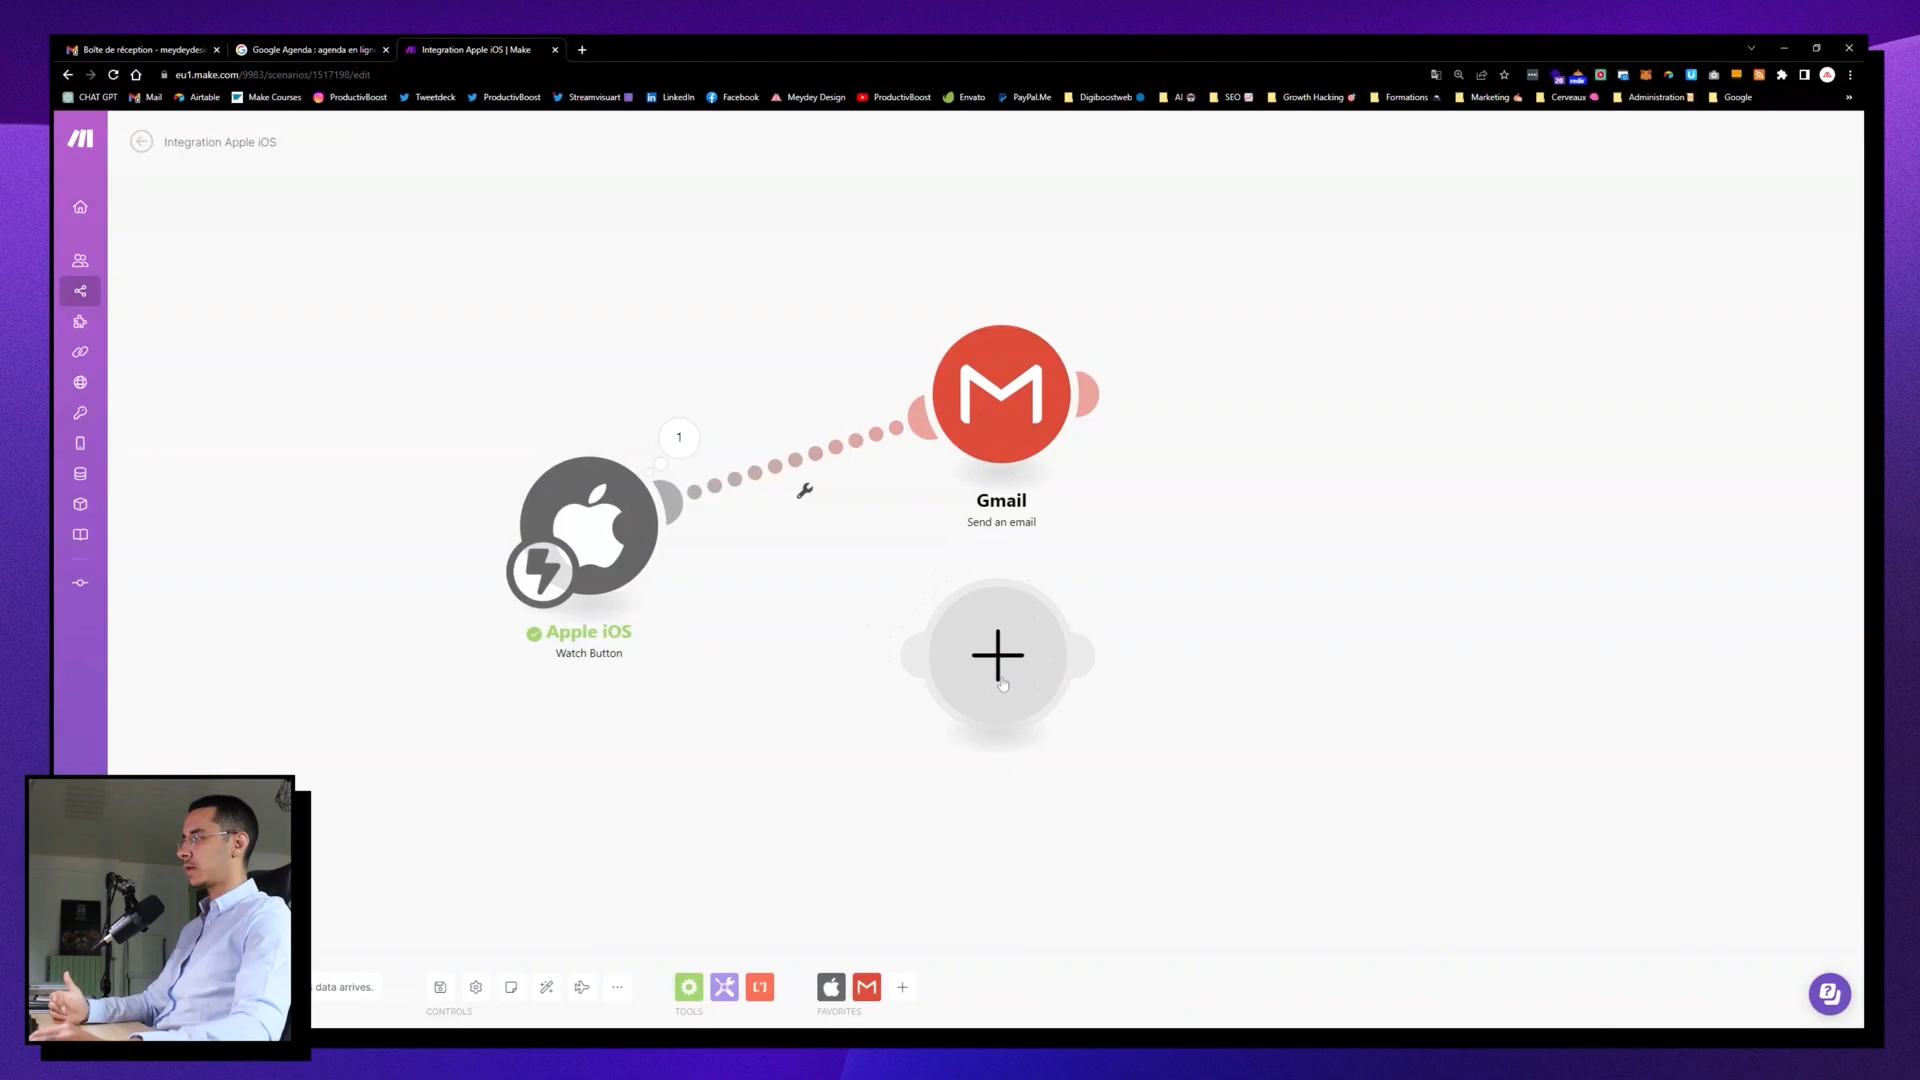 Boîte de réception - meydeydesi
Google Agenda : agenda en lign
Integration Apple iOS | Make
eu1.make.com/9983/scenarios/1517198/edit
20
redir
CHAT GPT
Mail
Airtable
Make Courses
ProductivBoost
Tweetdeck
ProductivBoost
Streamvisuart
LinkedIn
Facebook
Meydey Design
ProductivBoost
Envato
PayPal.Me
Digiboostweb
AI
SEO
Growth Hacking
Formations
Marketing
Cerveaux
Administration
Google
»
Integration Apple iOS
1
Gmail
Send an email
Apple iOS
Watch Button
data arrives.
CONTROLS
TOOLS
FAVORITES